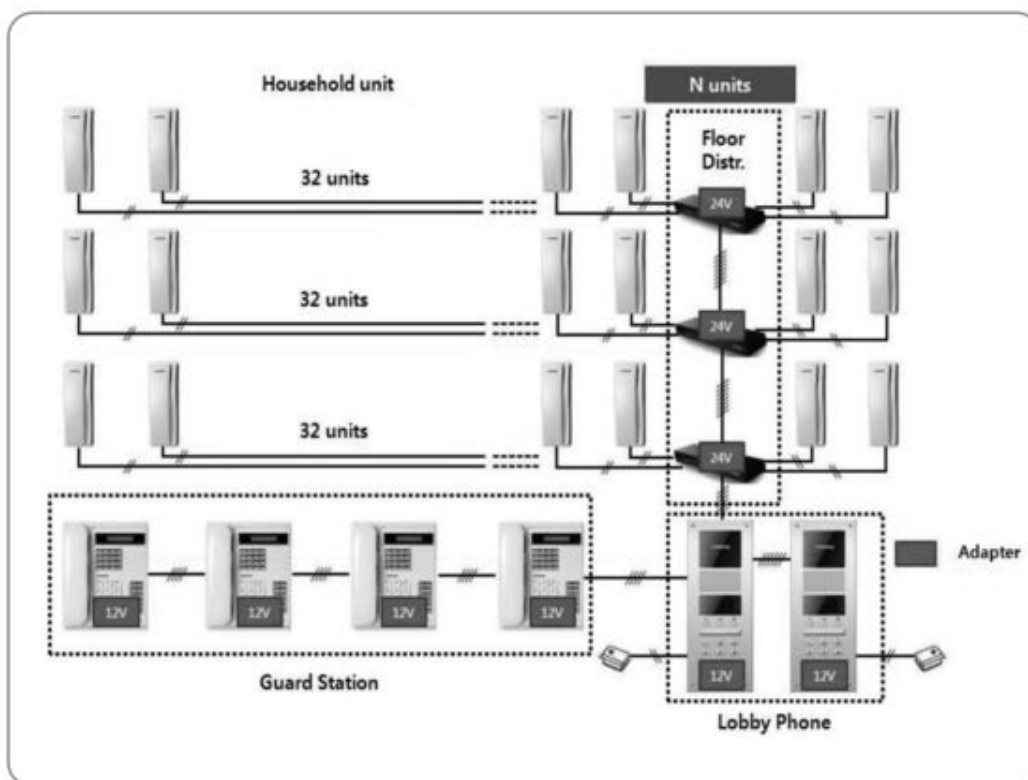 Household unit
N units
Floor
Distr.
32 units
24V
32 units
24V
32 units
24V
12V
12V
12V
12V
Adapter
12V
12V
Guard Station
Lobby Phone